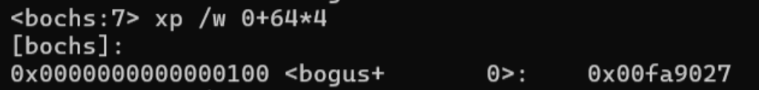 <bochs:7> xp /w 0+64*4
[bochs]:
0x0000000000000100 <bogus+       0>:    0x00fa9027